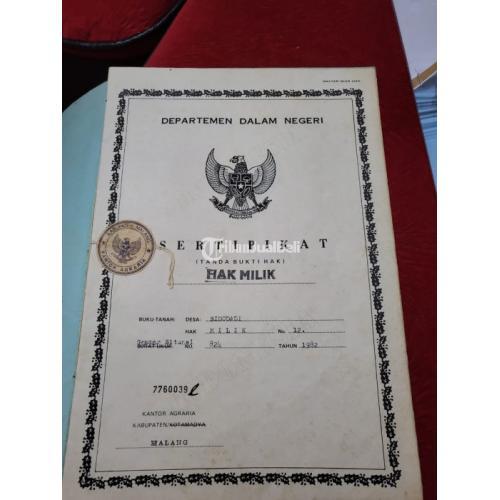 DEPARTEMEN DALAM NEGERI
SERTIPIKAT
(TANDA BUKTI HAK)
HAK MILIK
BUKU TANAH DESA: SIDODADI
HAK MILIK No 12.
Gambar Situasi NO. 824 TAHUN 1982
7760039
KANTOR AGRARIA
KABUPATEN/KOTAMADYA
MALANG